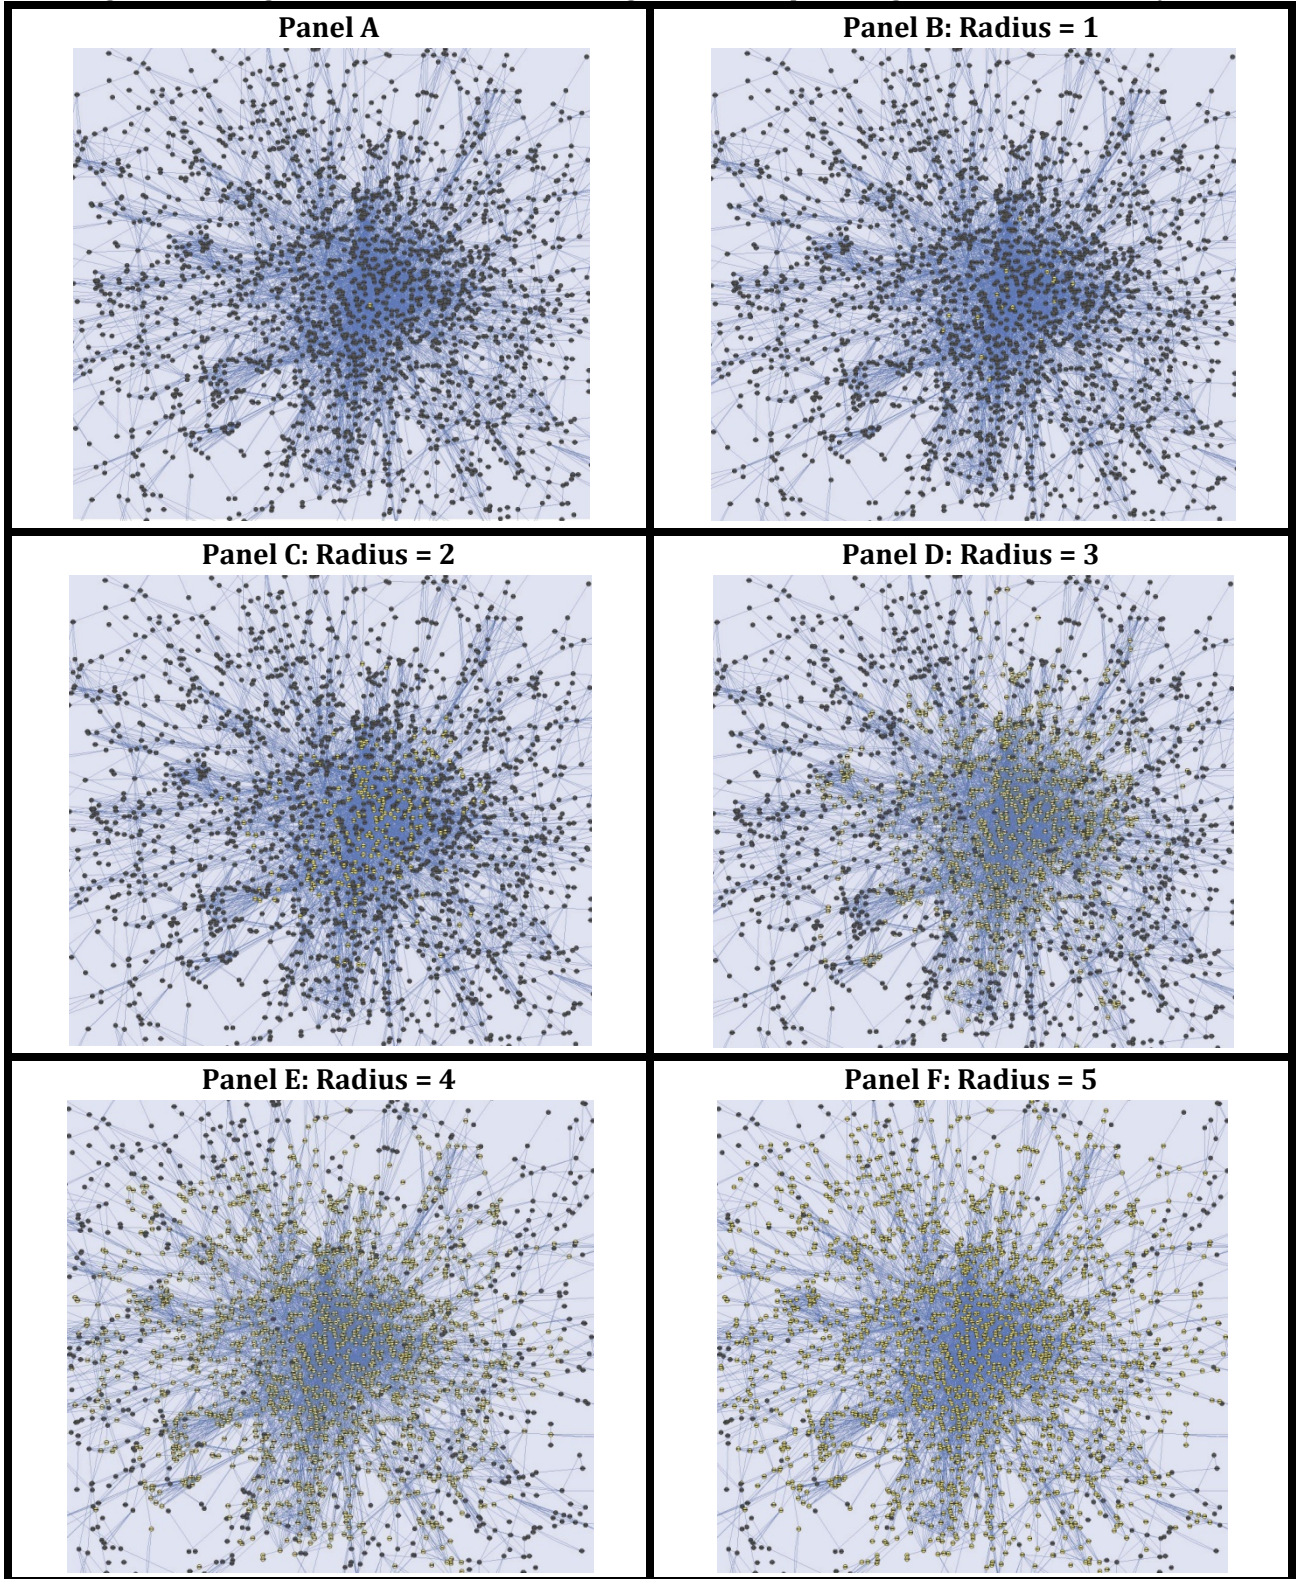 Panel A
Panel B: Radius = 1
Panel C: Radius = 2
Panel D: Radius = 3
Panel E: Radius = 4
Panel F: Radius = 5